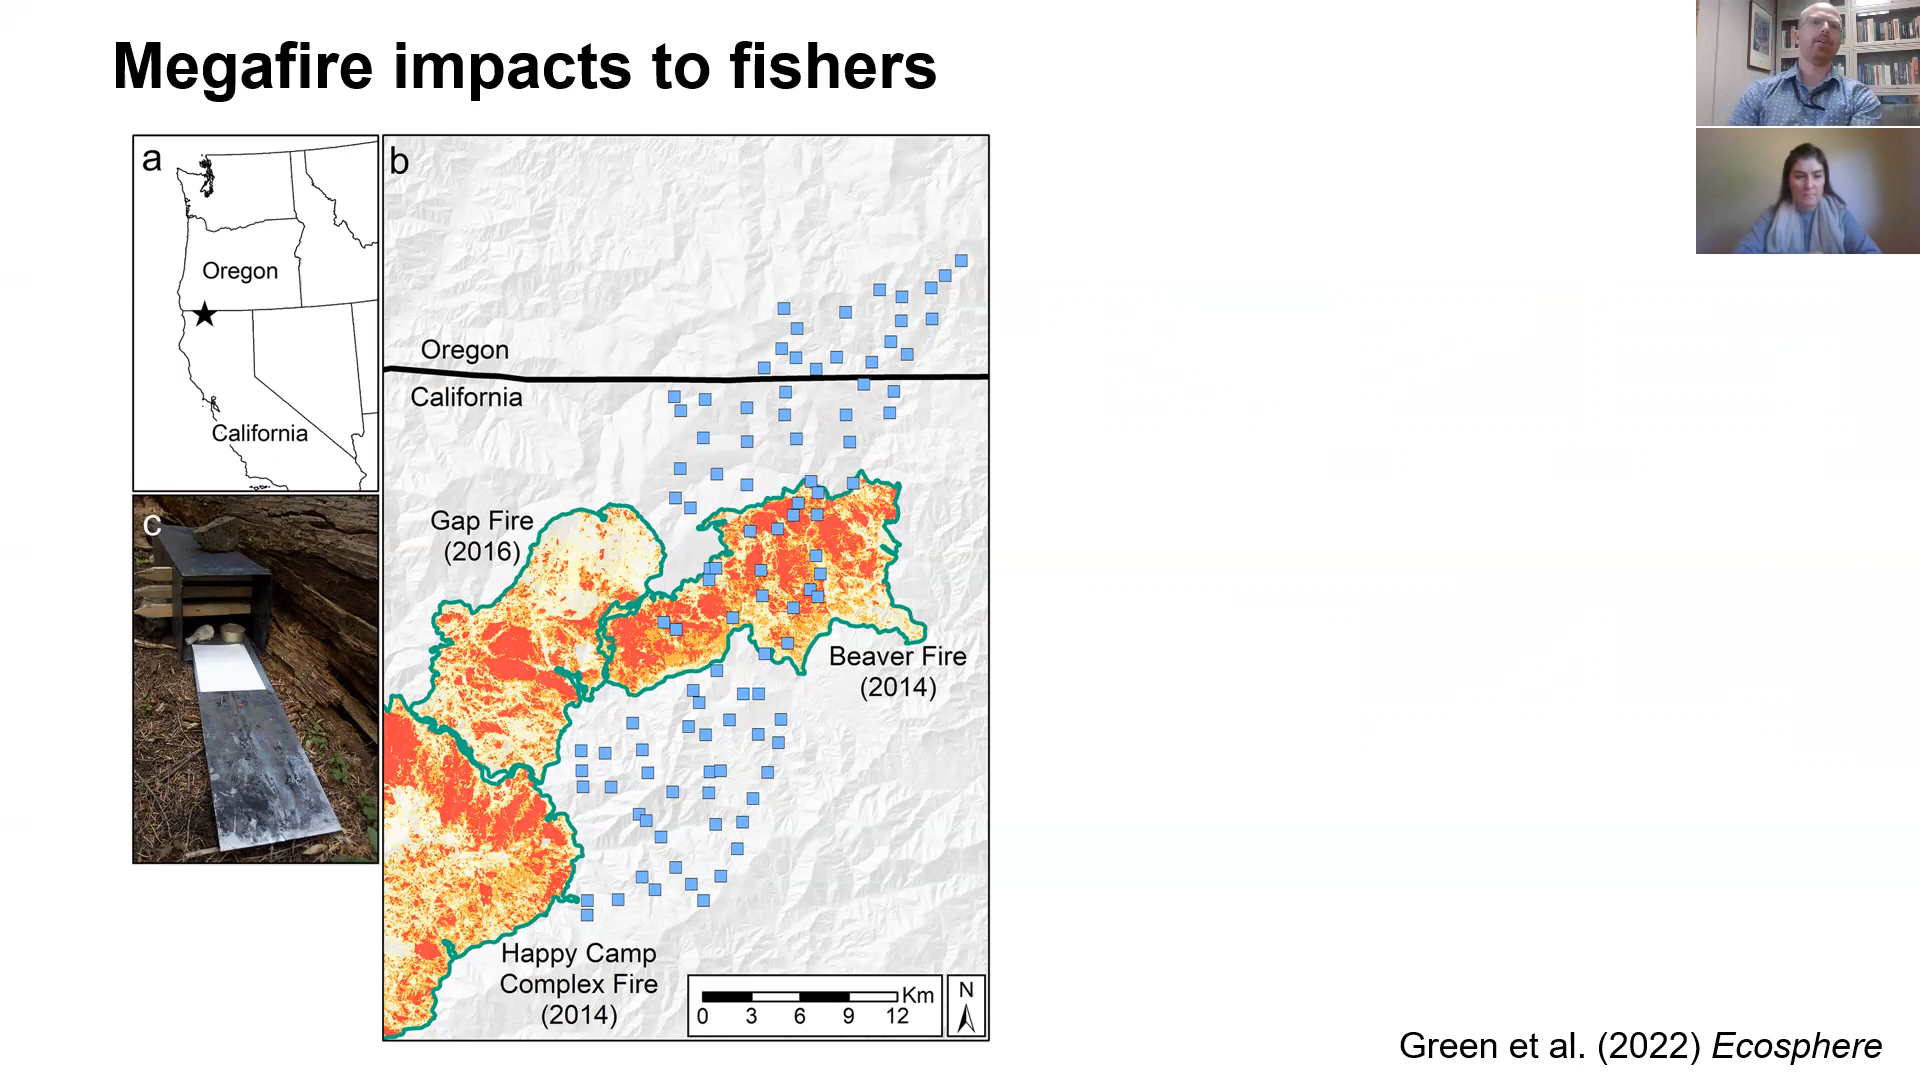 Megafire impacts to fishers
a
Oregon
California
b
Oregon
California
Gap Fire
(2016)
Beaver Fire
(2014)
Happy Camp
Complex Fire
(2014)
Km
0 3 6 9 12
N
c
Green et al. (2022) Ecosphere